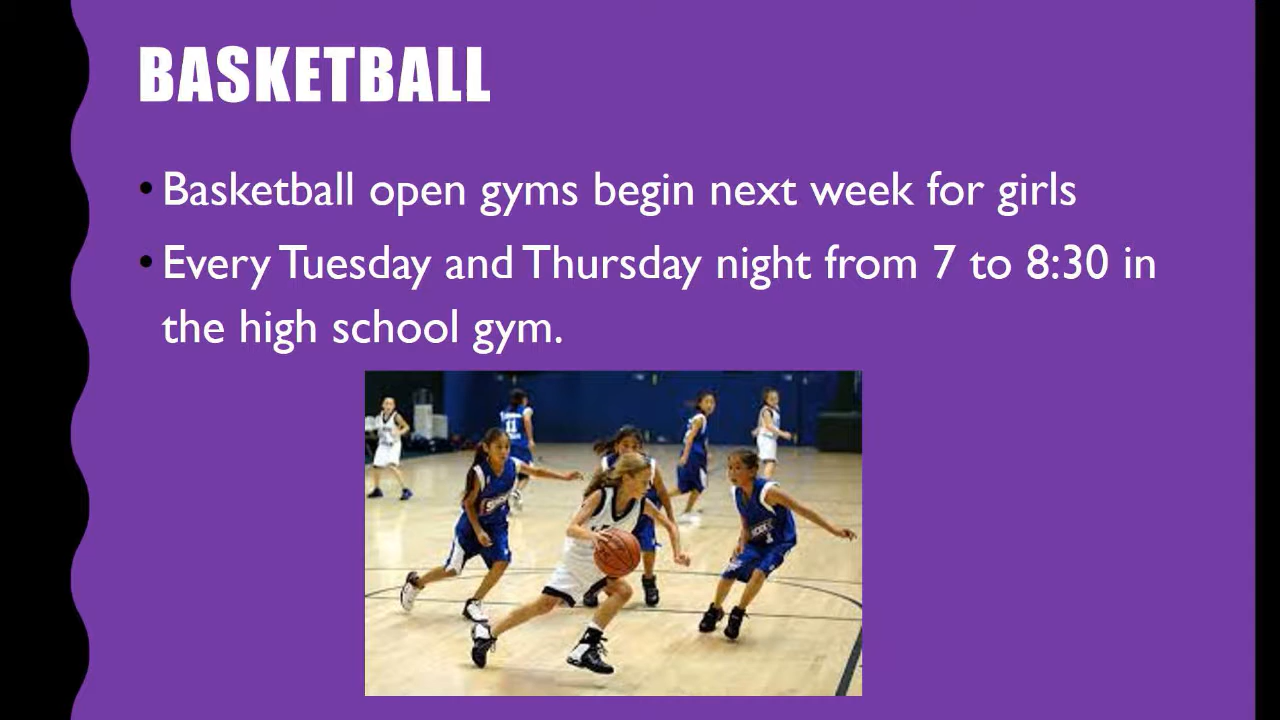 BASKETBALL
• Basketball open gyms begin next week for girls
• Every Tuesday and Thursday night from 7 to 8:30 in
the high school gym.
11